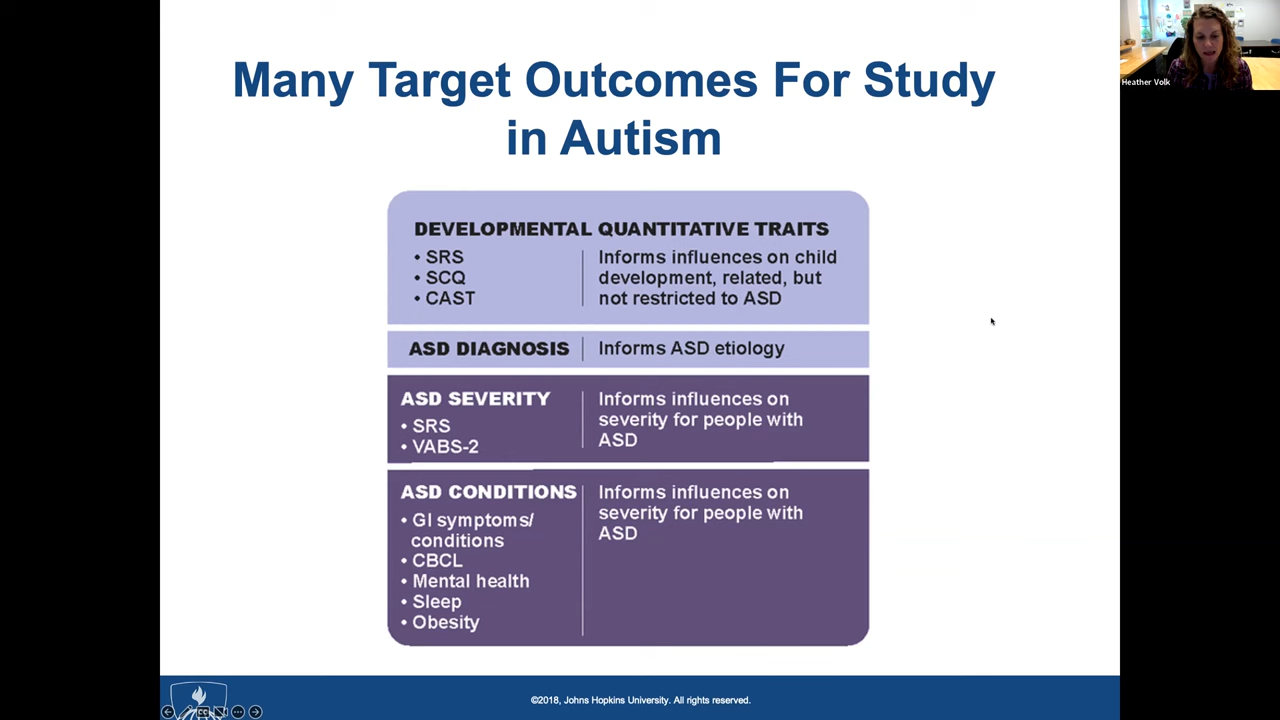 Many Target Outcomes For Study
in Autism
Heather Volk
DEVELOPMENTAL QUANTITATIVE TRAITS
• SRS
• SCQ
• CAST
Informs influences on child
development, related, but
not restricted to ASD
ASD DIAGNOSIS
Informs ASD etiology
ASD SEVERITY
• SRS
• VABS-2
Informs influences on
severity for people with
ASD
ASD CONDITIONS
• GI symptoms/
conditions
• CBCL
• Mental health
• Sleep
• Obesity
Informs influences on
severity for people with
ASD
©2018, Johns Hopkins University. All rights reserved.